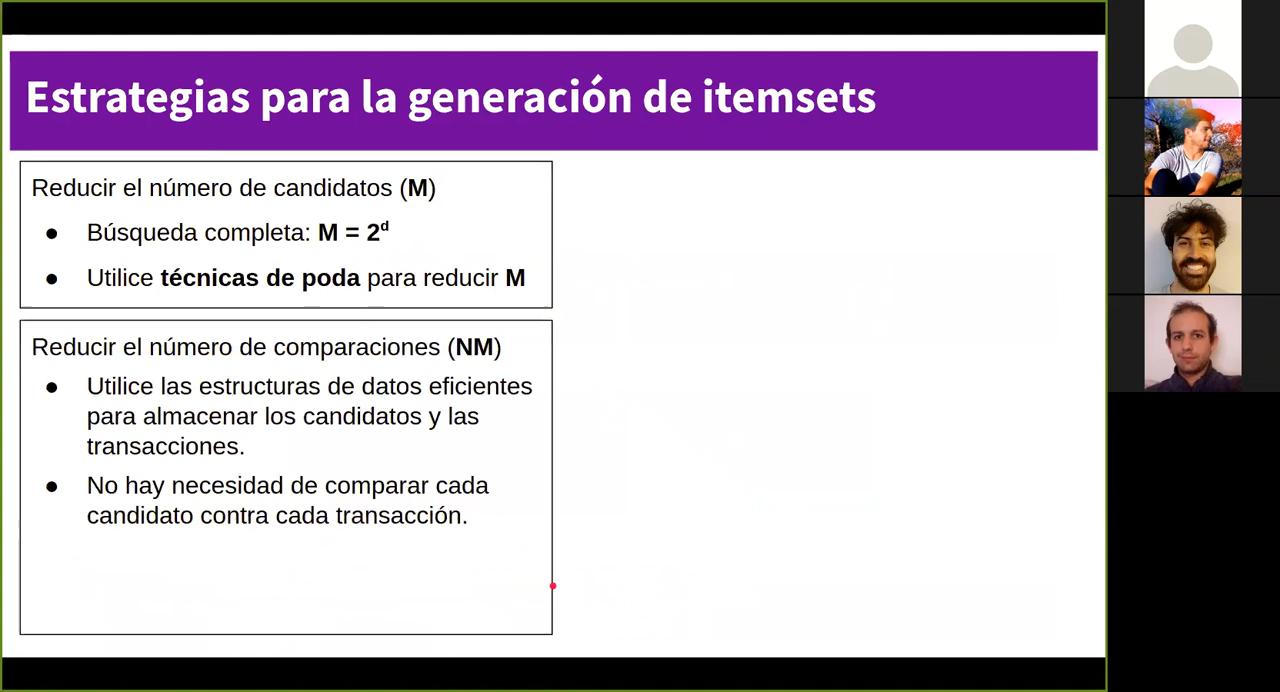 Estrategias para la generación de itemsets
Reducir el número de candidatos (M)
● Búsqueda completa: M = 2ᵈ
● Utilice técnicas de poda para reducir M
Reducir el número de comparaciones (NM)
● Utilice las estructuras de datos eficientes
para almacenar los candidatos y las
transacciones.
● No hay necesidad de comparar cada
candidato contra cada transacción.